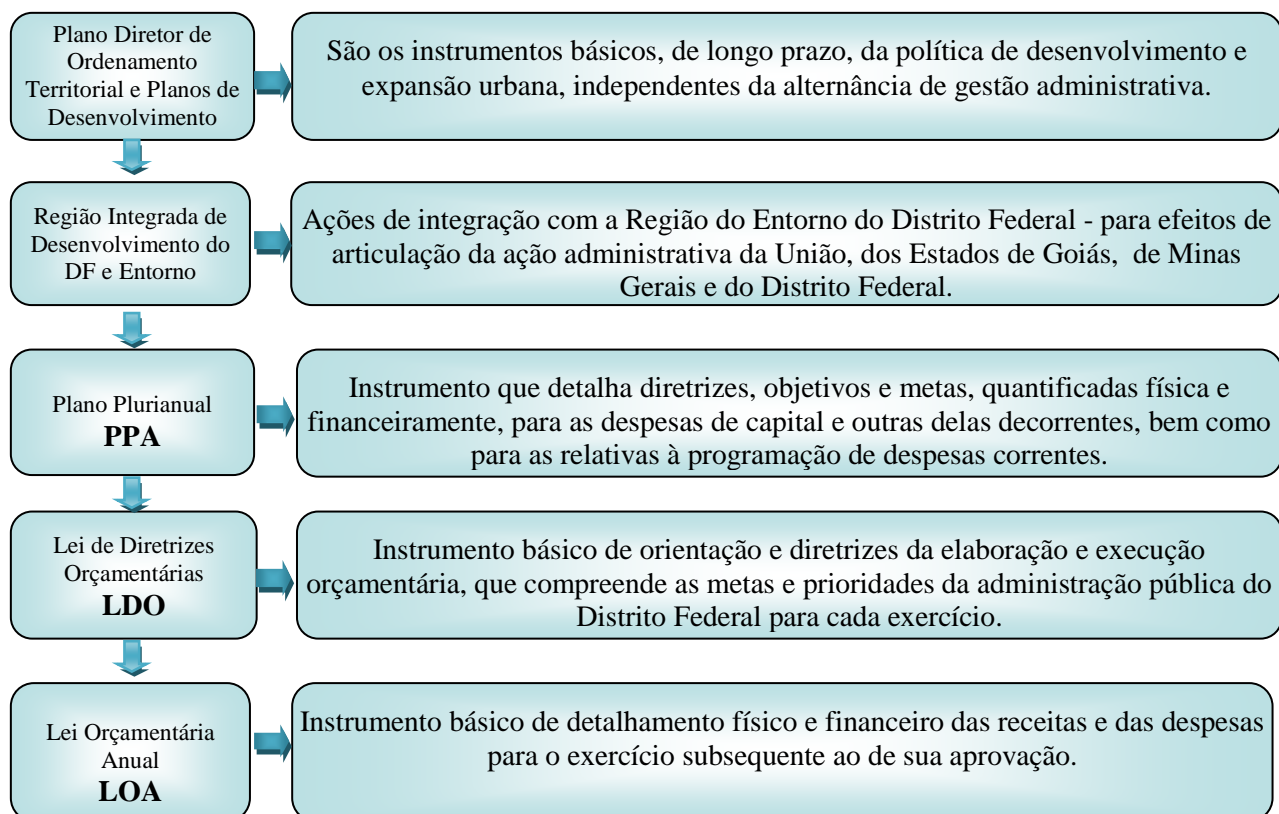 Plano Diretor de
Ordenamento
Territorial e Planos de
Desenvolvimento
São os instrumentos básicos, de longo prazo, da política de desenvolvimento e
expansão urbana, independentes da alternância de gestão administrativa.
Região Integrada de
Desenvolvimento do
DF e Entorno
Ações de integração com a Região do Entorno do Distrito Federal - para efeitos de
articulação da ação administrativa da União, dos Estados de Goiás, de Minas
Gerais e do Distrito Federal.
Plano Plurianual
PPA
Instrumento que detalha diretrizes, objetivos e metas, quantificadas física e
financeiramente, para as despesas de capital e outras delas decorrentes, bem como
para as relativas à programação de despesas correntes.
Lei de Diretrizes
Orçamentárias
LDO
Instrumento básico de orientação e diretrizes da elaboração e execução
orçamentária, que compreende as metas e prioridades da administração pública do
Distrito Federal para cada exercício.
Lei Orçamentária
Anual
LOA
Instrumento básico de detalhamento físico e financeiro das receitas e das despesas
para o exercício subsequente ao de sua aprovação.